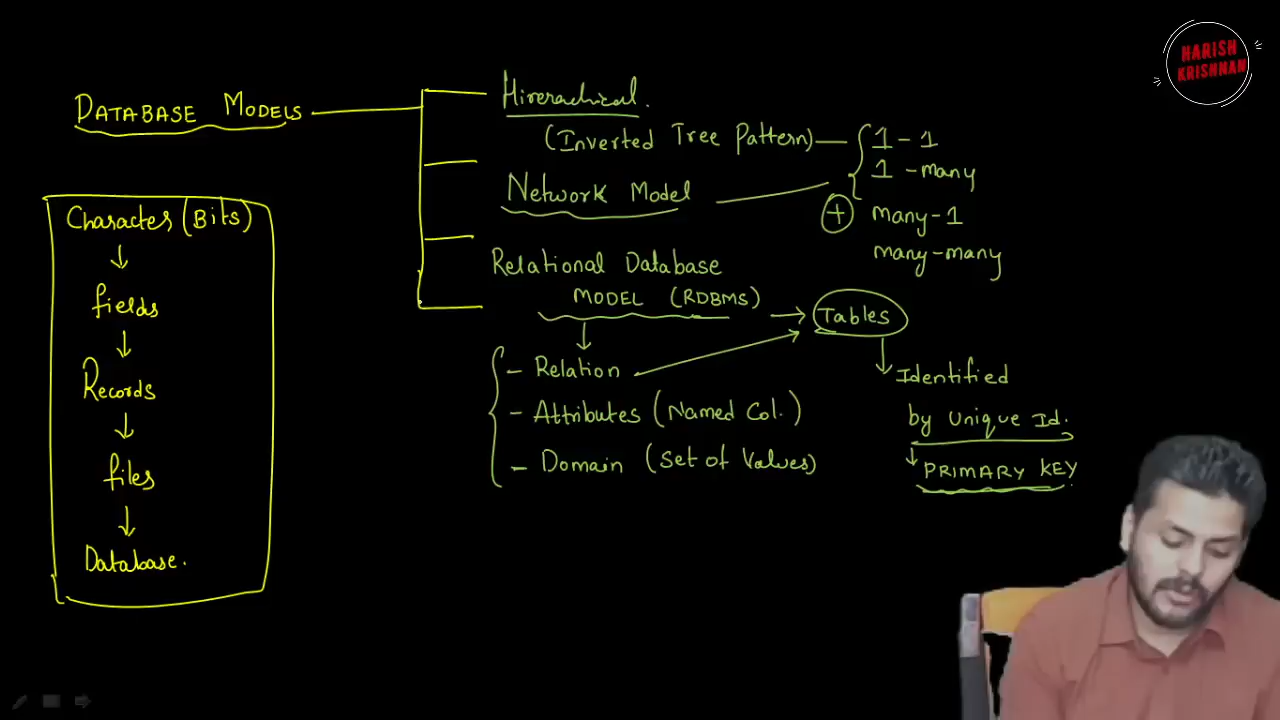 HARISH
KRISHNAN
DATABASE MODELS
Hirerachical.
(Inverted Tree Pattern)
1 - 1
1 - many
Network Model
+
many - 1
many - many
Relational Database
MODEL (RDBMS)
Tables
- Relation
- Attributes (Named Col.)
- Domain (Set of Values)
Identified
by Unique Id.
PRIMARY KEY
Character (Bits)
fields
Records
files
Database.